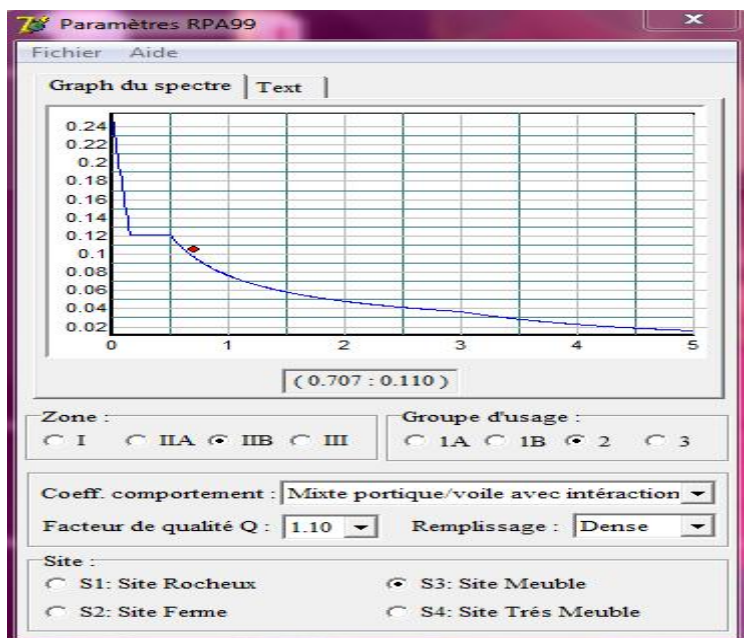 Paramètres RPA99
Fichier Aide
Graph du spectre Text
0.24
0.22
0.2
0.18
0.16
0.14
0.12
0.1
0.08
0.06
0.04
0.02
0 1 2 3 4 5
( 0.707 : 0.110 )
Zone :
I IIA IIB III
Groupe d'usage :
1A 1B 2 3
Coeff. comportement : Mixte portique/voile avec intéraction
Facteur de qualité Q : 1.10 Remplissage : Dense
Site :
S1: Site Rocheux S3: Site Meuble
S2: Site Ferme S4: Site Trés Meuble